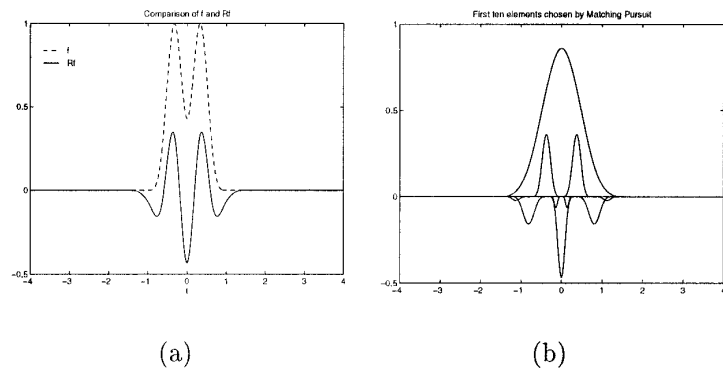 Comparison of f and Rf
1
f
Rf
0.5
0
-0.5
-4 -3 -2 -1 0 1 2 3 4
t
(a)
First ten elements chosen by Matching Pursuit
1
0.5
0
-0.5
-4 -3 -2 -1 0 1 2 3 4
(b)